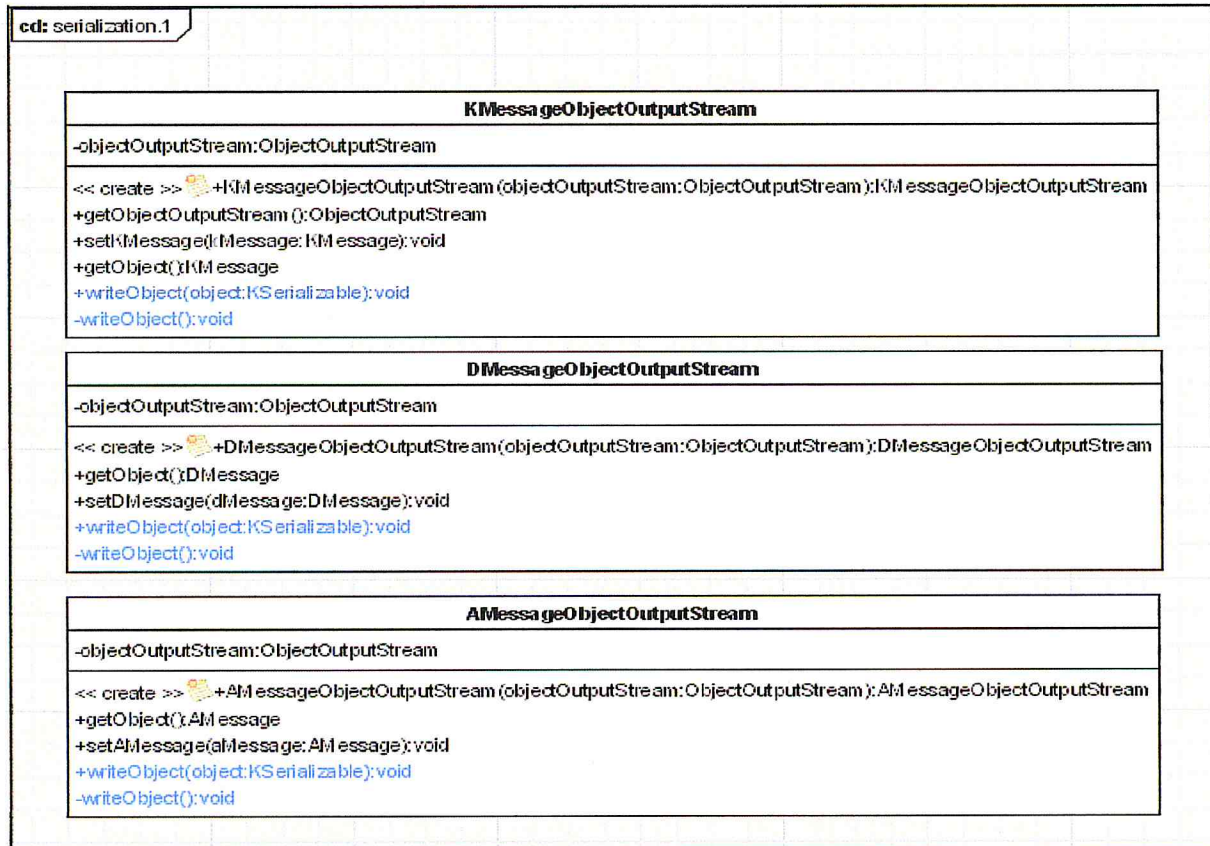 cd: serialization.1
KMessageObjectOutputStream
-objectOutputStream:ObjectOutputStream
<< create >> +KMessageObjectOutputStream(objectOutputStream:ObjectOutputStream):KMessageObjectOutputStream
+getObjectOutputStream():ObjectOutputStream
+setKMessage(kMessage:KMessage):void
+getObject():KMessage
+writeObject(object:KSerializable):void
-writeObject():void
DMessageObjectOutputStream
-objectOutputStream:ObjectOutputStream
<< create >> +DMessageObjectOutputStream(objectOutputStream:ObjectOutputStream):DMessageObjectOutputStream
+getObject():DMessage
+setDMessage(dMessage:DMessage):void
+writeObject(object:KSerializable):void
-writeObject():void
AMessageObjectOutputStream
-objectOutputStream:ObjectOutputStream
<< create >> +AMessageObjectOutputStream(objectOutputStream:ObjectOutputStream):AMessageObjectOutputStream
+getObject():AMessage
+setAMessage(aMessage:AMessage):void
+writeObject(object:KSerializable):void
-writeObject():void